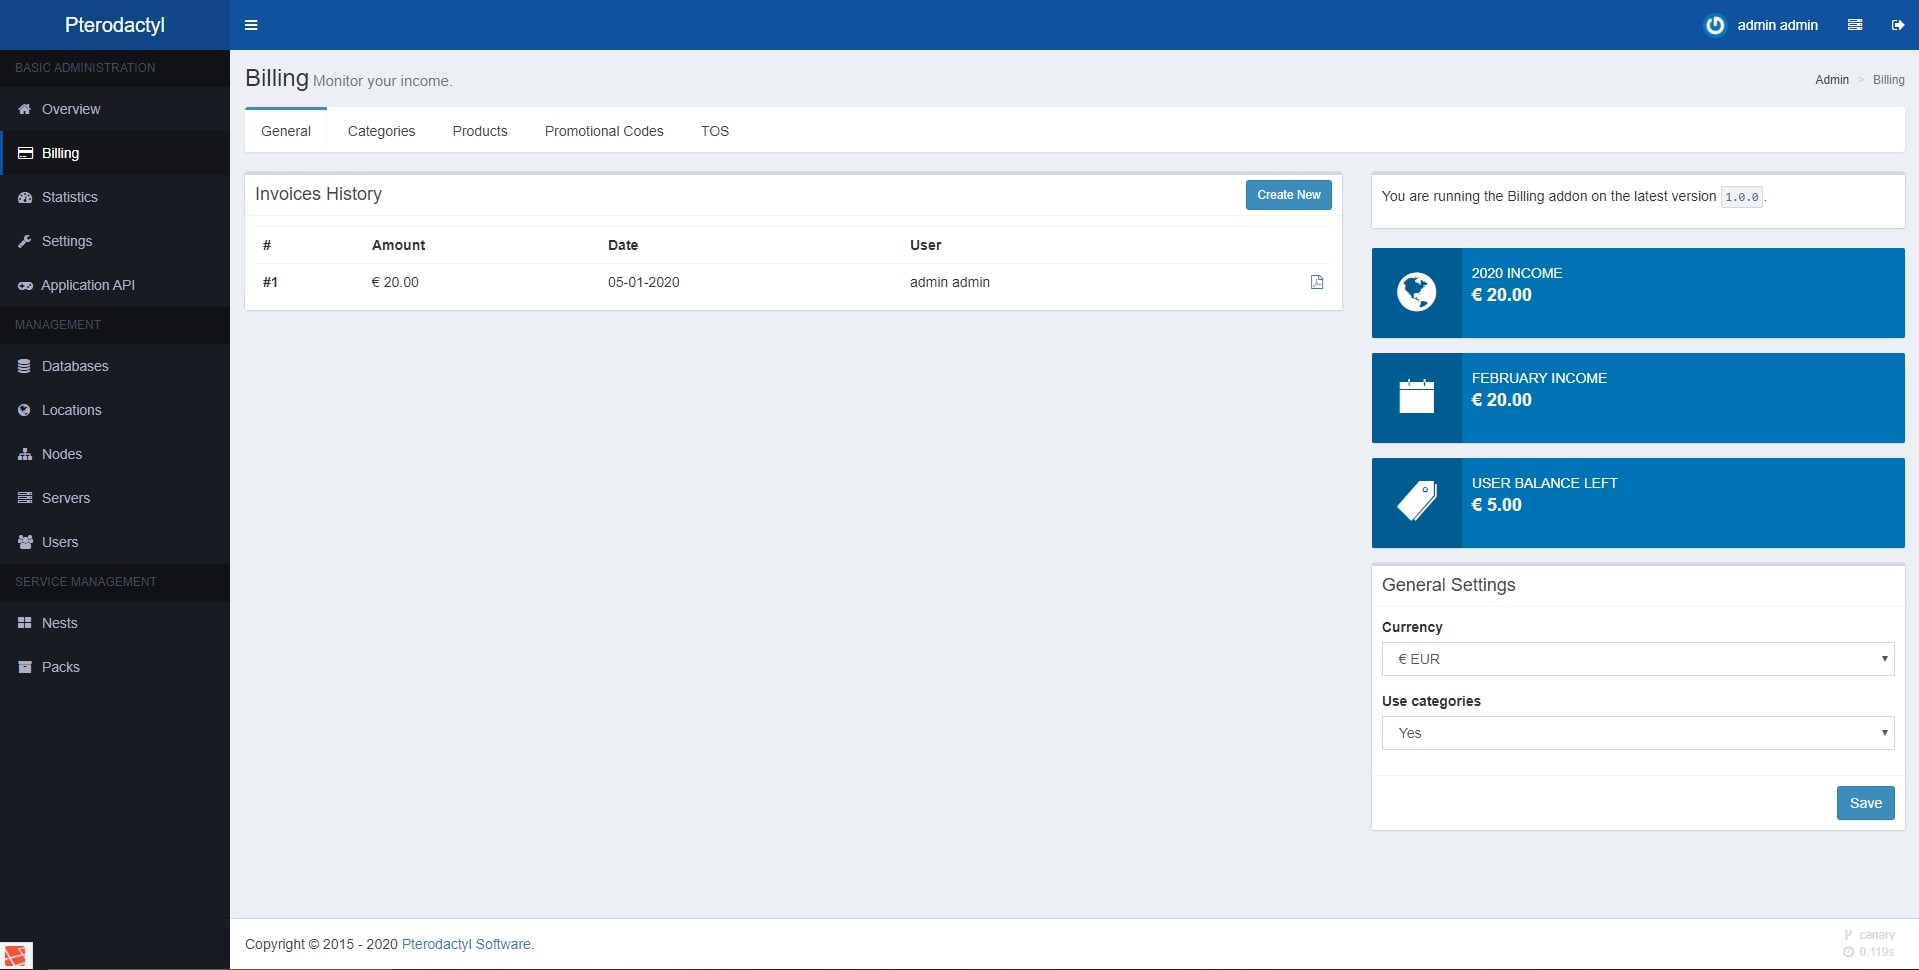 Pterodactyl
admin admin
BASIC ADMINISTRATION
Overview
Billing
Statistics
Settings
Application API
MANAGEMENT
Databases
Locations
Nodes
Servers
Users
SERVICE MANAGEMENT
Nests
Packs
Billing Monitor your income.
Admin > Billing
General Categories Products Promotional Codes TOS
Invoices History
Create New
# Amount Date User
#1 € 20.00 05-01-2020 admin admin
You are running the Billing addon on the latest version 1.0.0.
2020 INCOME
€ 20.00
FEBRUARY INCOME
€ 20.00
USER BALANCE LEFT
€ 5.00
General Settings
Currency
€ EUR
Use categories
Yes
Save
Copyright © 2015 - 2020 Pterodactyl Software.
canary
0.119s